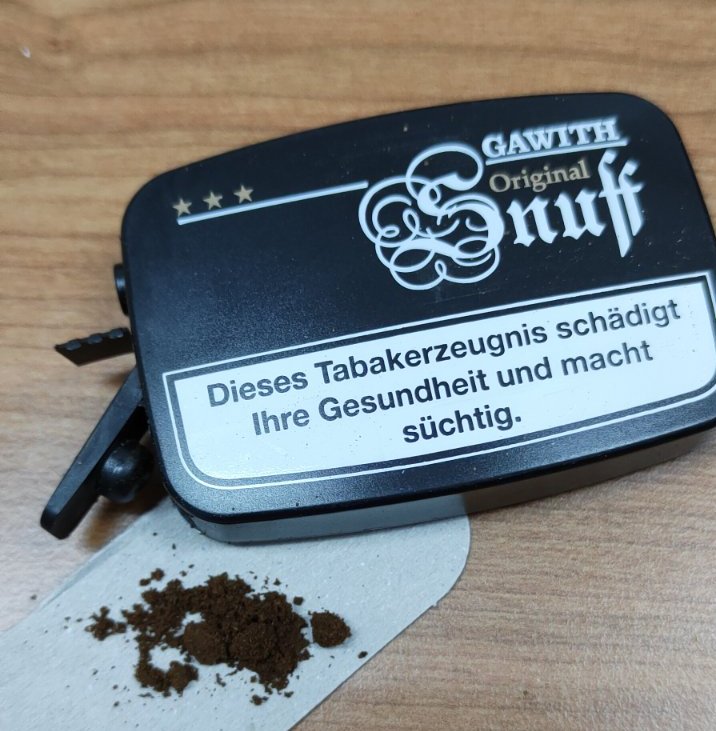 GAWITH
Original
Snuff
Dieses Tabakerzeugnis schädigt
Ihre Gesundheit und macht
süchtig.